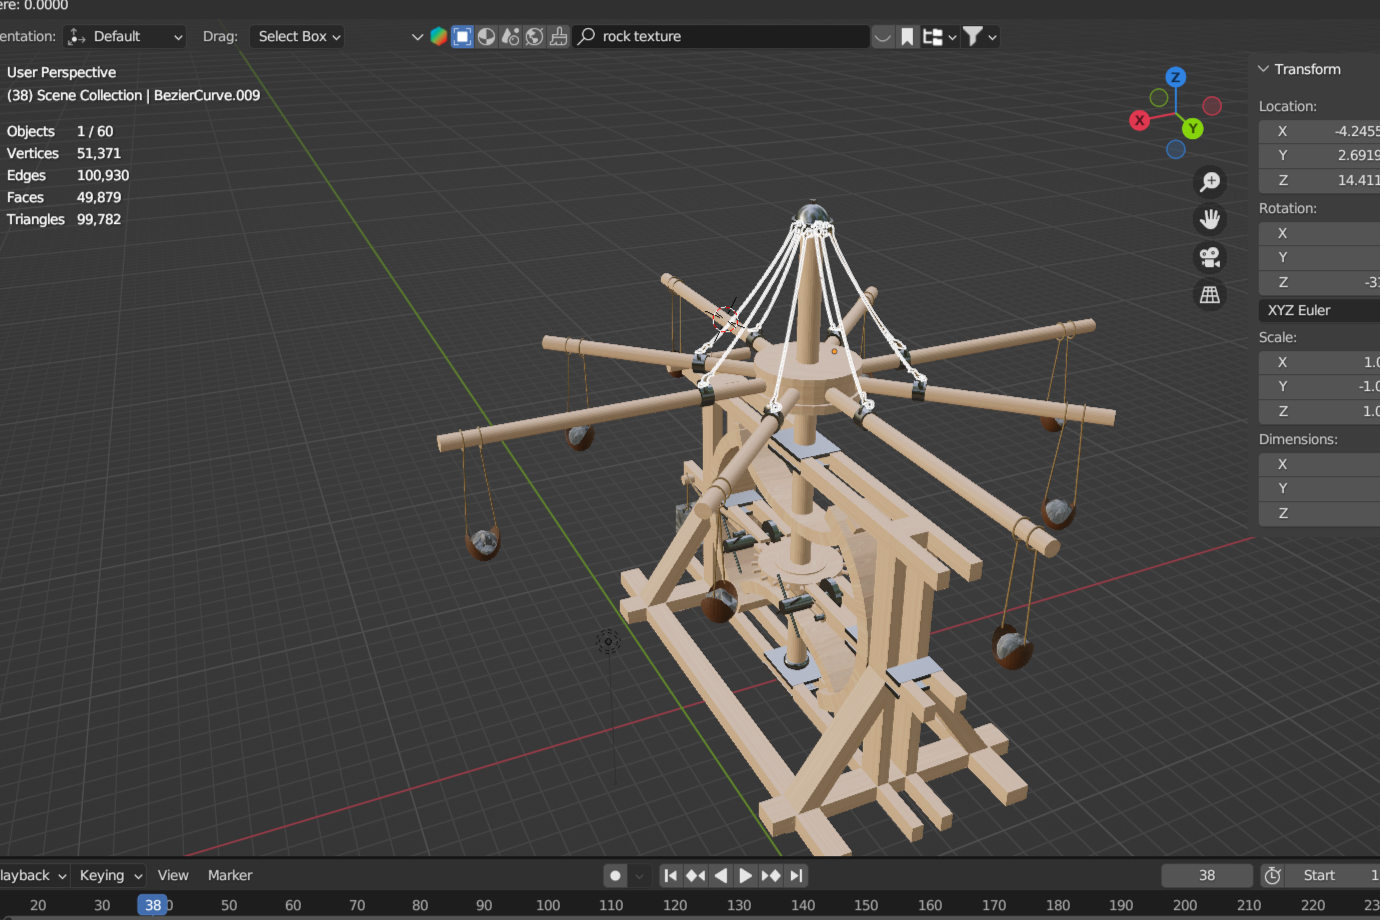 ere: 0.0000
entation: Default Drag: Select Box rock texture
User Perspective
(38) Scene Collection | BezierCurve.009
Objects 1 / 60
Vertices 51,371
Edges 100,930
Faces 49,879
Triangles 99,782
Z
X
Y
Transform
Location:
X -4.2455
Y 2.6919
Z 14.411
Rotation:
X
Y
Z -3
XYZ Euler
Scale:
X 1.0
Y -1.0
Z 1.0
Dimensions:
X
Y
Z
layback Keying View Marker 38 Start 1
20 30 38 50 60 70 80 90 100 110 120 130 140 150 160 170 180 190 200 210 220 23